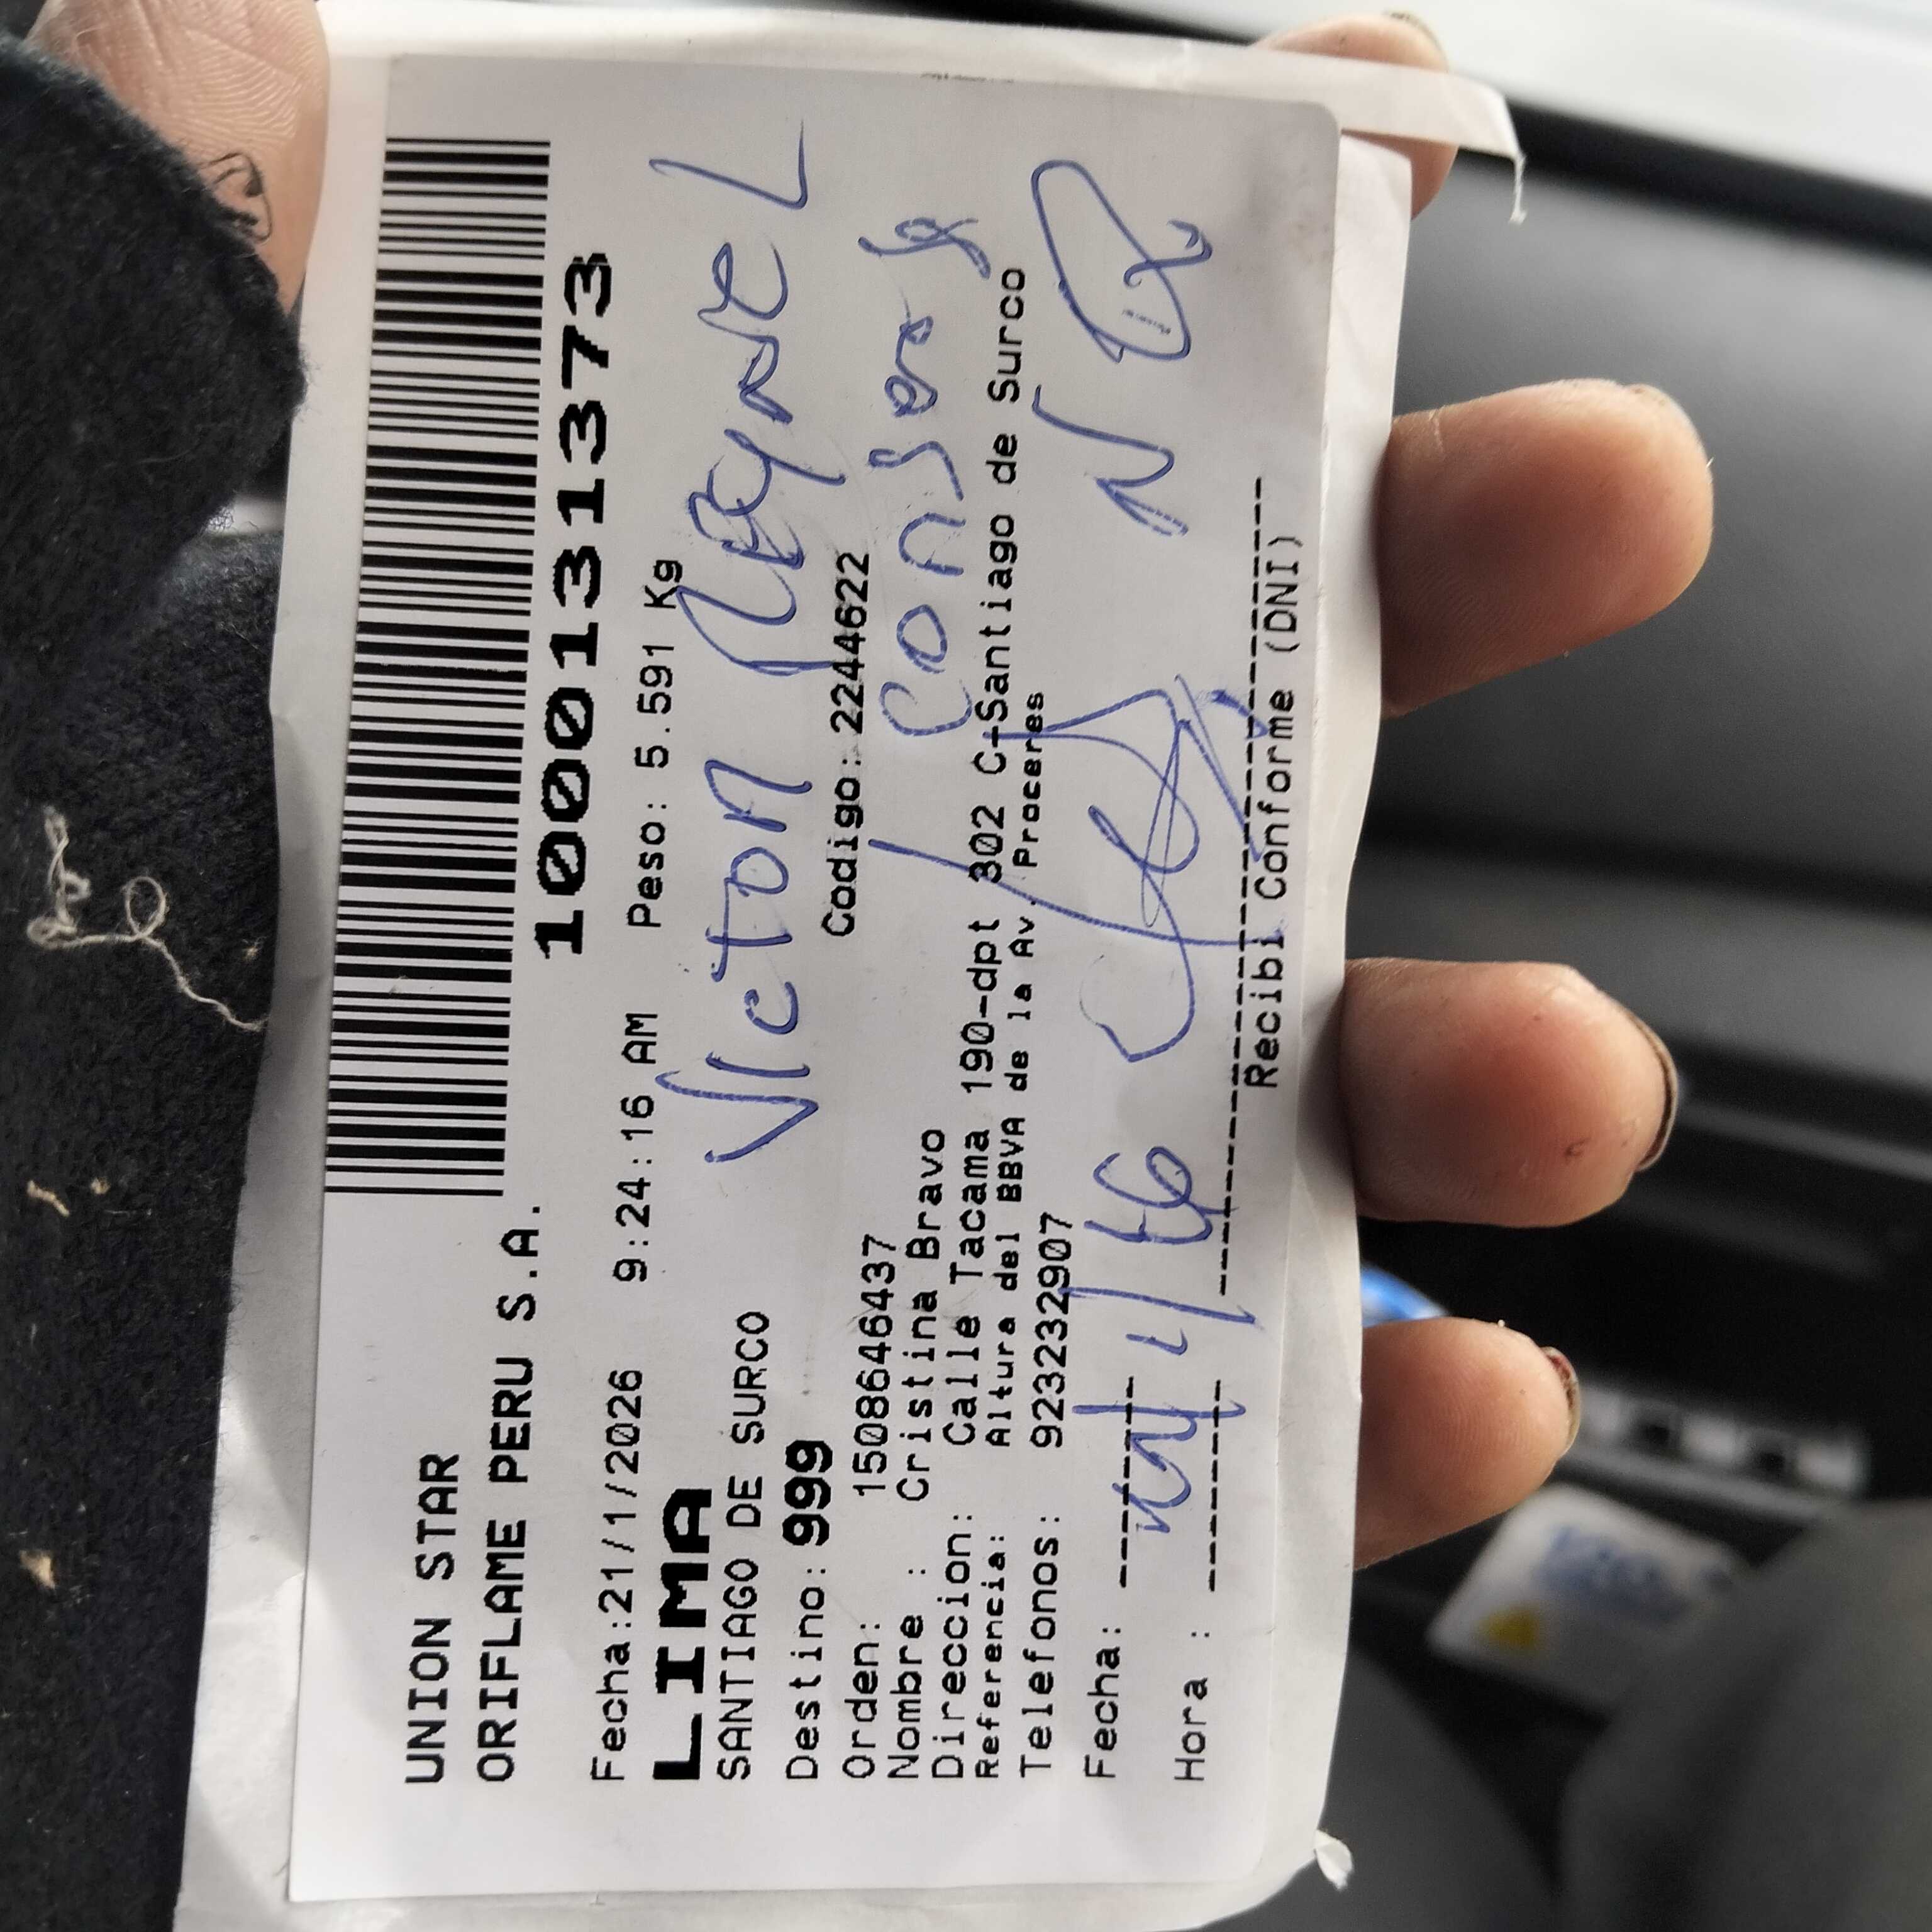 UNION STAR
ORIFLAME PERU S.A.
1000131373
Fecha:21/1/2026 9:24:16 AM Peso: 5.591 Kg
LIMA
SANTIAGO DE SURCO
Victor
Destino: 999
Codigo: 2244622
Orden: 1508646437
Nombre : Cristina Bravo
Conserj
Direccion: Calle Tacama 190-dpt 302 C-Santiago de Surco
Referencia: Altura del BBVA de la Av. Proceres
Telefonos: 923232907
Fecha:
Hora :
Recibi Conforme (DNI)